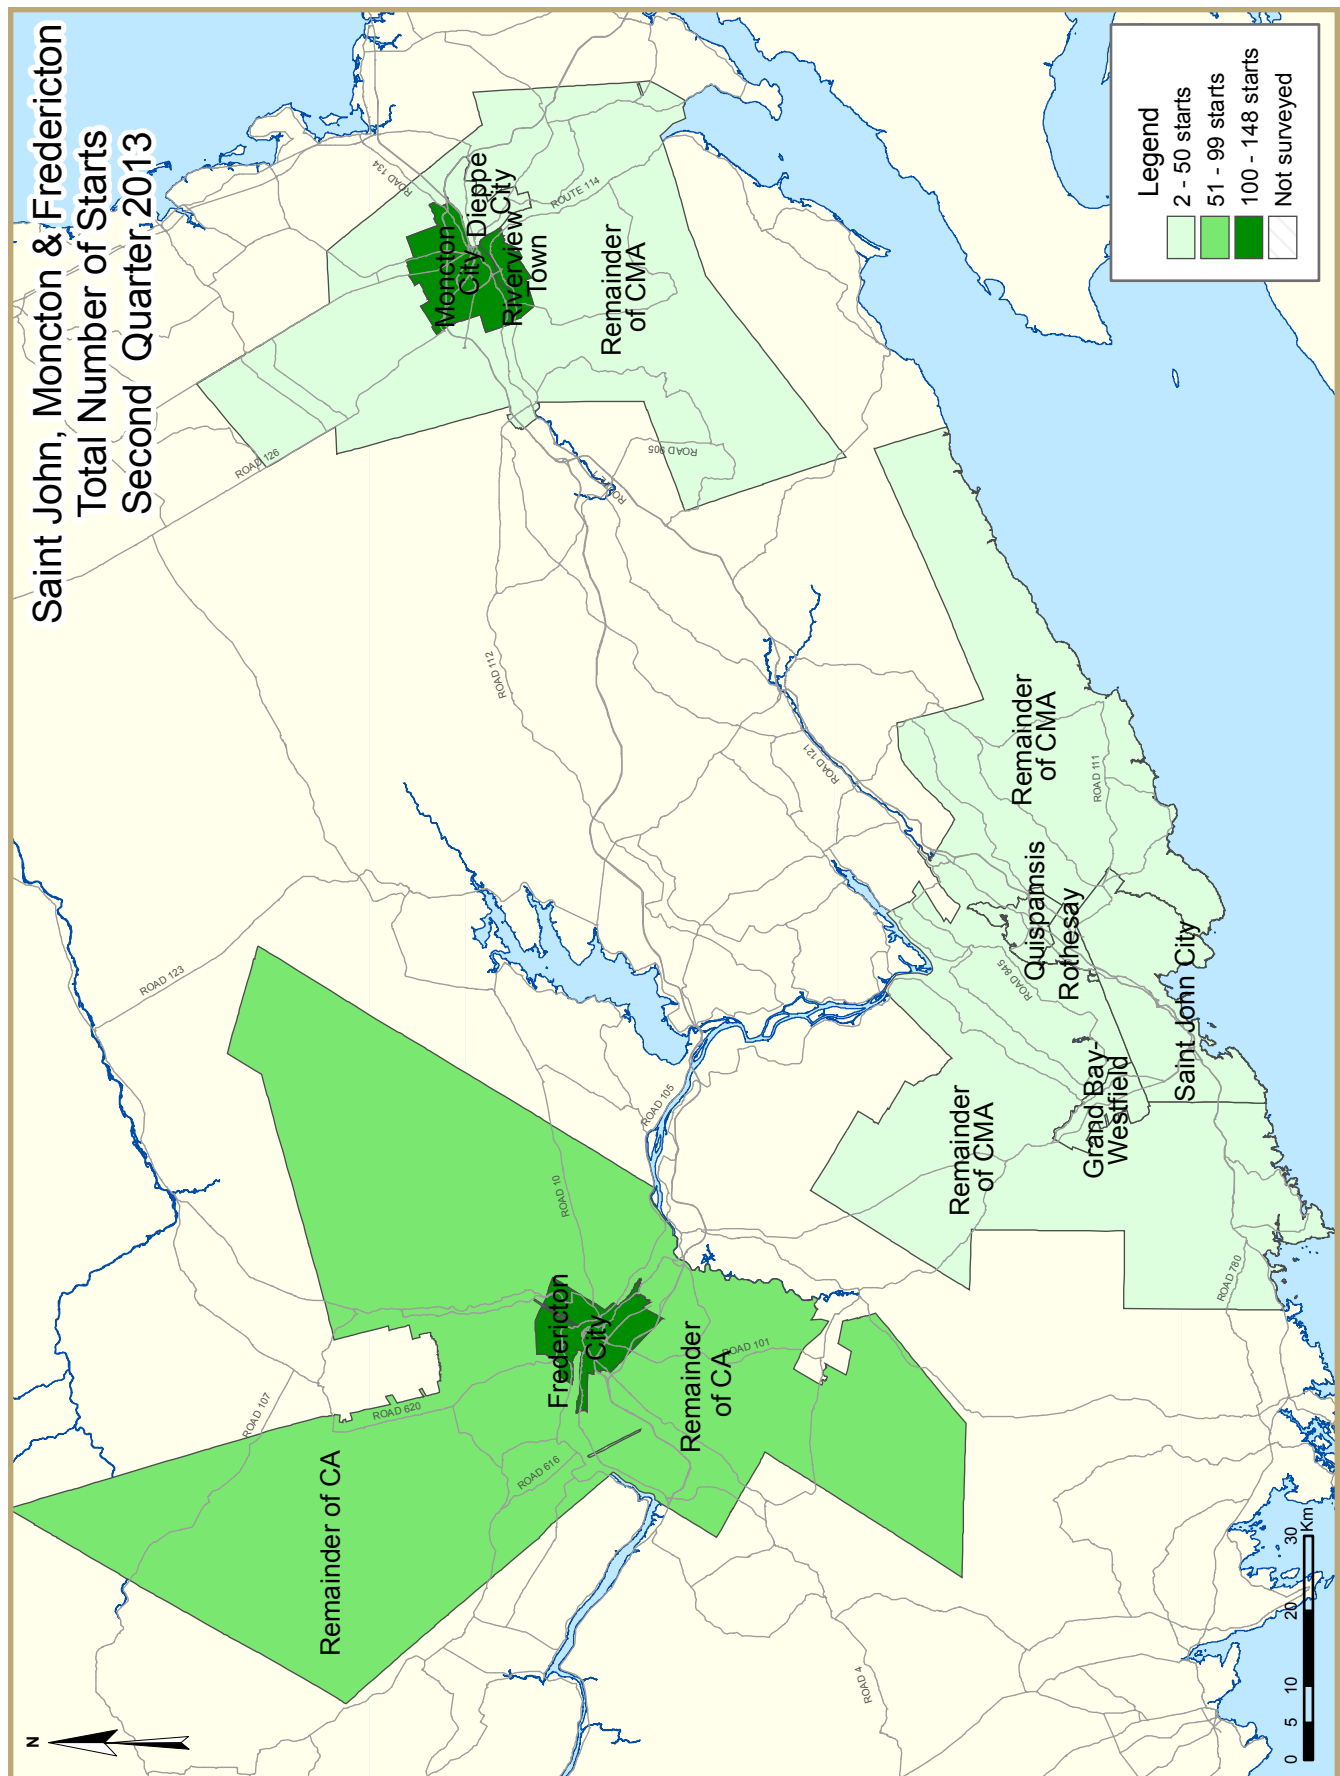 Saint John, Moncton & Fredericton
Total Number of Starts
Second Quarter, 2013
N
Legend
2 - 50 starts
51 - 99 starts
100 - 148 starts
Not surveyed
ROAD 134
Moncton
City
Dieppe
City
Riverview
Town
ROUTE 114
Remainder
of CMA
ROAD 126
ROAD 905
ROAD 112
ROAD 121
ROAD 123
ROAD 10
ROAD 105
Remainder
of CMA
ROAD 111
Quispamsis
Rothesay
ROAD 845
Saint John City
Grand Bay-
Westfield
Remainder
of CMA
ROAD 780
Fredericton
City
Remainder
of CA
ROAD 101
ROAD 107
ROAD 620
ROAD 616
Remainder of CA
ROAD 4
0 5 10 20 30
Km